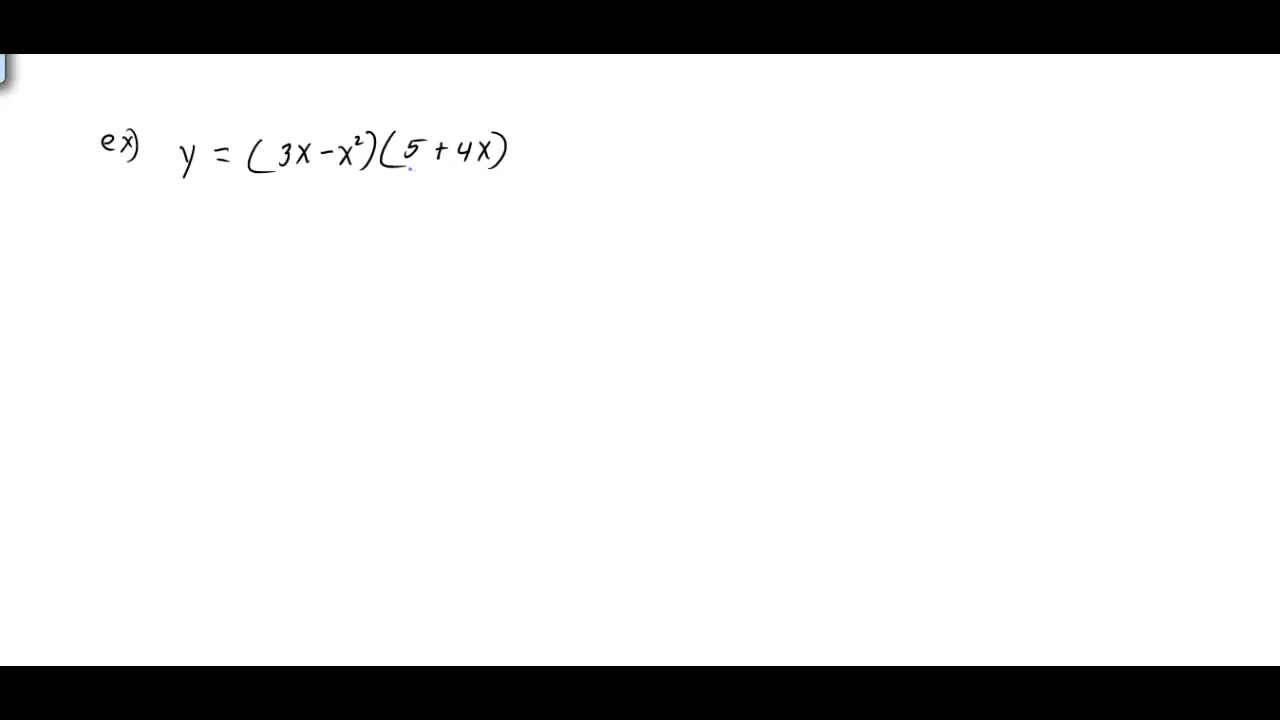 ex) y = (3x - x²)(5 + 4x)